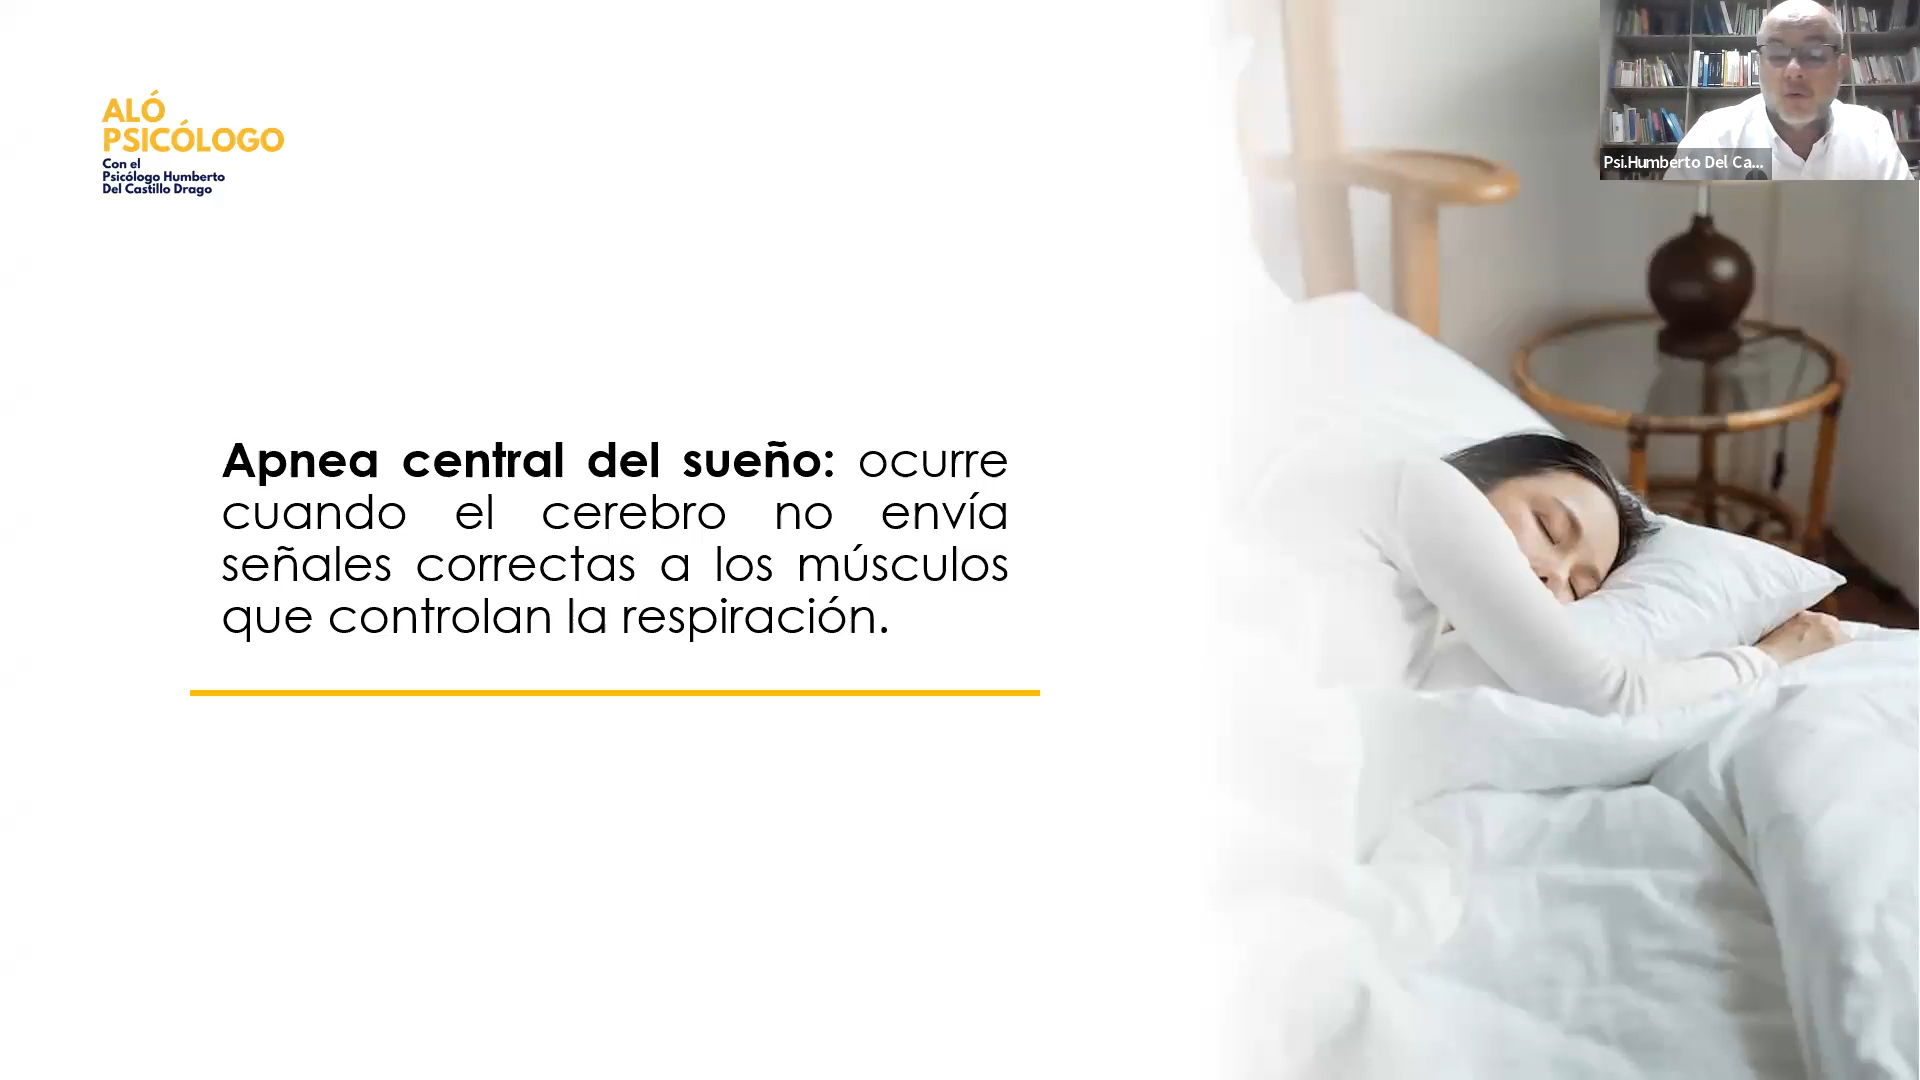 ALÓ
PSICÓLOGO
Con el
Psicólogo Humberto
Del Castillo Drago
Psi.Humberto Del Ca...
Apnea central del sueño: ocurre
cuando el cerebro no envía
señales correctas a los músculos
que controlan la respiración.